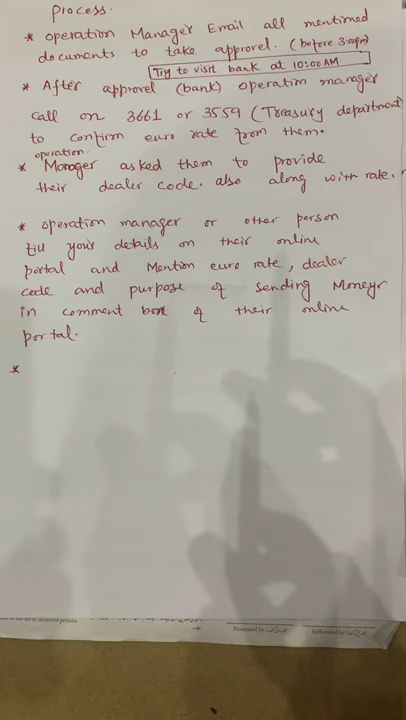 process.
* operation Manager Email all mentioned
documents to take approvel. (before 3:00pm)
Try to visit bank at 10:00 AM
* After approvel (bank) operation manager
call on 3661 or 3559 (Treasury department)
to confirm euro rate from them.
operation
* Manager asked them to provide
their dealer code. also along with rate.
* operation manager or other person
fill your details on their online
portal and Mention euro rate, dealer
code and purpose of sending Money
in comment box of their online
portal.
*
Processed by
Authorized by